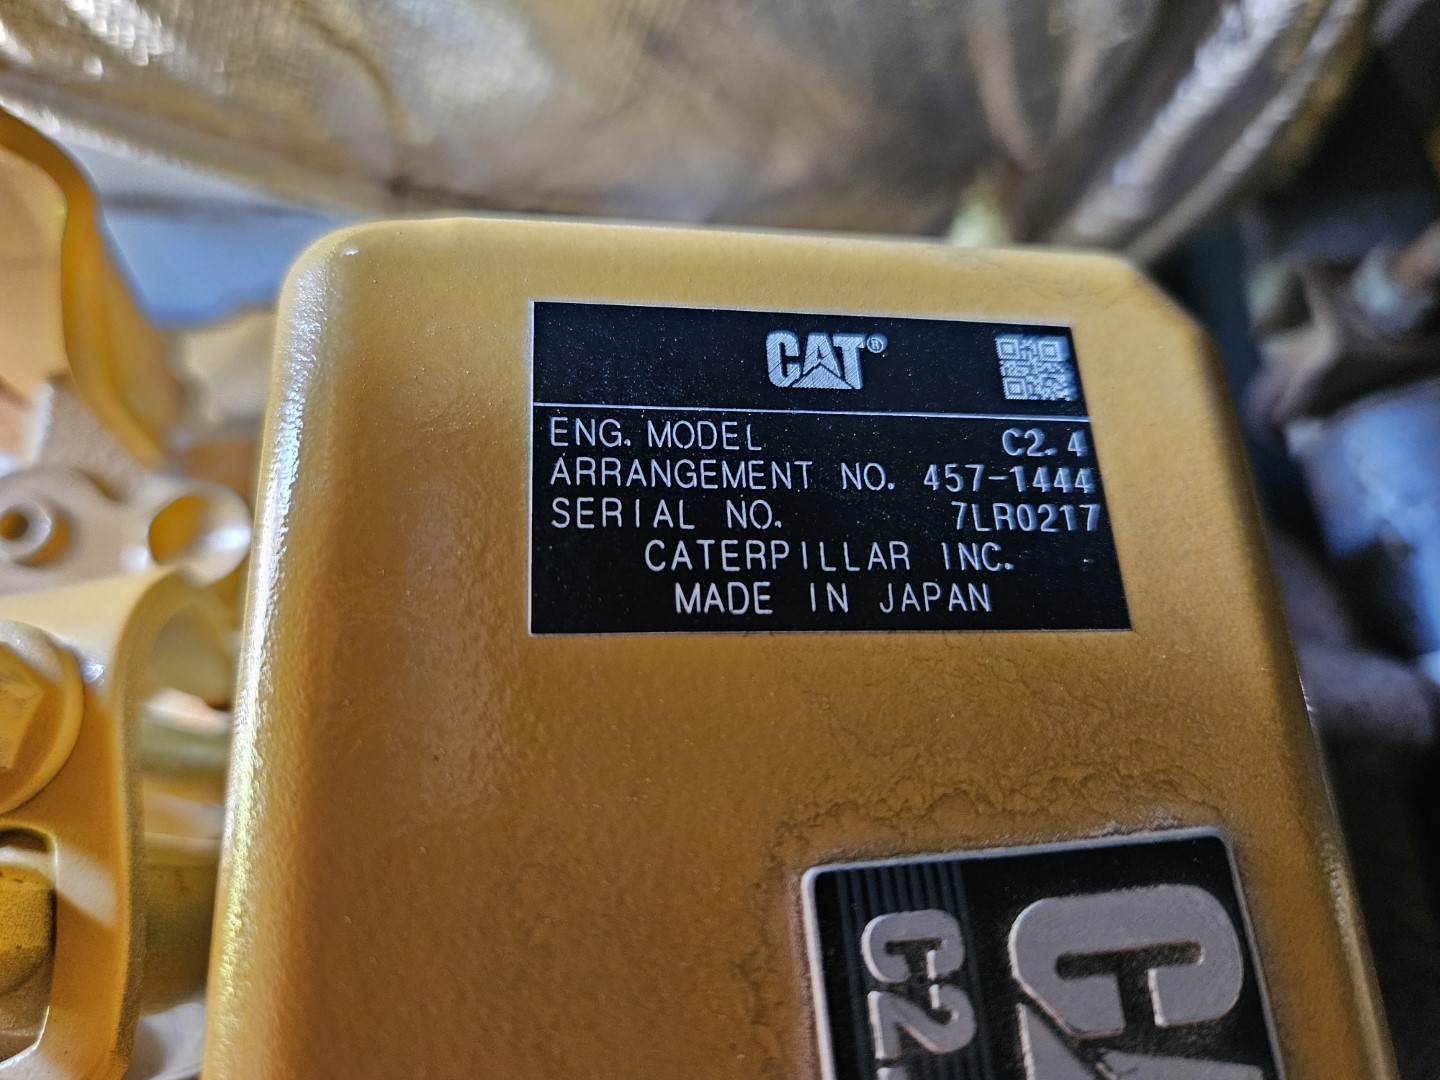 CAT®
ENG. MODEL C2.4
ARRANGEMENT NO. 457-1444
SERIAL NO. 7LR0217
CATERPILLAR INC.
MADE IN JAPAN